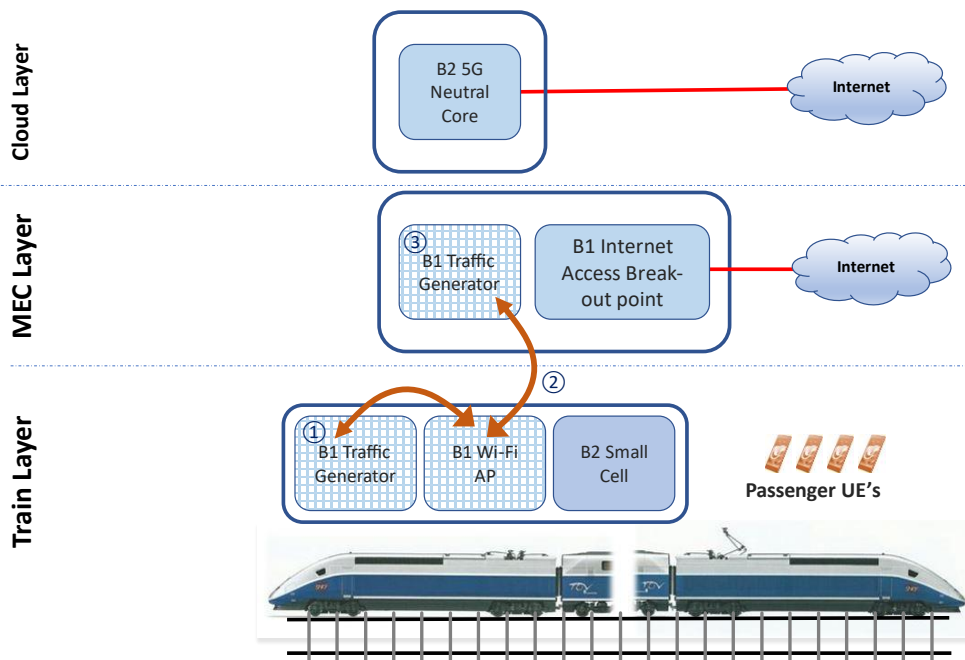 Cloud Layer
B2 5G
Neutral
Core
Internet
MEC Layer
③
B1 Traffic
Generator
B1 Internet
Access Break-
out point
Internet
②
Train Layer
①
B1 Traffic
Generator
B1 Wi-Fi
AP
B2 Small
Cell
Passenger UE's
TGV